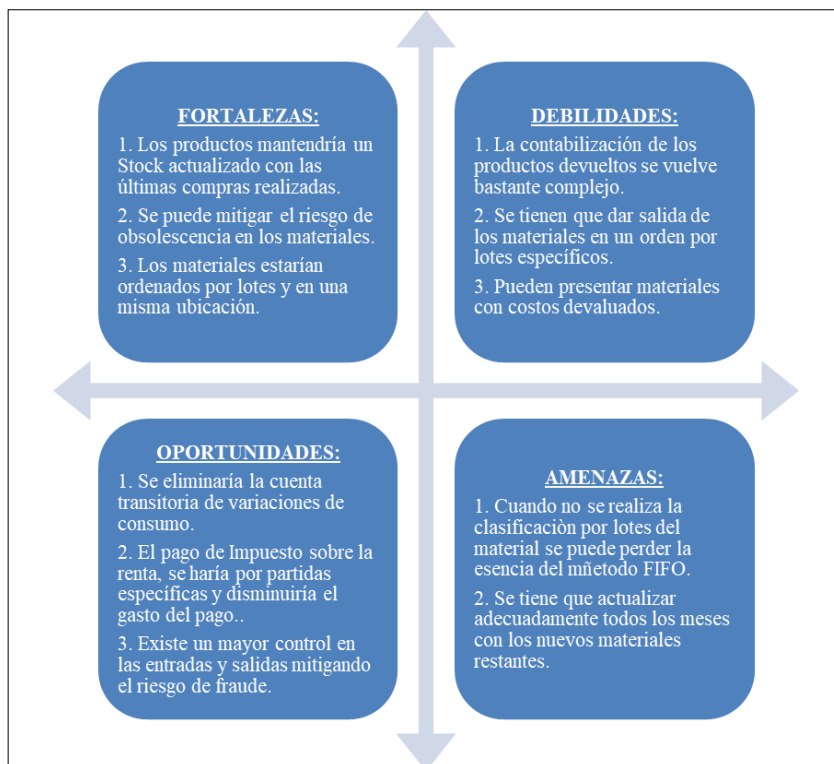 FORTALEZAS:
1. Los productos mantendría un
Stock actualizado con las
últimas compras realizadas.
2. Se puede mitigar el riesgo de
obsolescencia en los materiales.
3. Los materiales estarían
ordenados por lotes y en una
misma ubicación.
DEBILIDADES:
1. La contabilización de los
productos devueltos se vuelve
bastante complejo.
2. Se tienen que dar salida de
los materiales en un orden por
lotes específicos.
3. Pueden presentar materiales
con costos devaluados.
OPORTUNIDADES:
1. Se eliminaría la cuenta
transitoria de variaciones de
consumo.
2. El pago de Impuesto sobre la
renta, se haría por partidas
específicas y disminuiría el
gasto del pago..
3. Existe un mayor control en
las entradas y salidas mitigando
el riesgo de fraude.
AMENAZAS:
1. Cuando no se realiza la
clasificaciòn por lotes del
material se puede perder la
esencia del mñetodo FIFO.
2. Se tiene que actualizar
adecuadamente todos los meses
con los nuevos materiales
restantes.